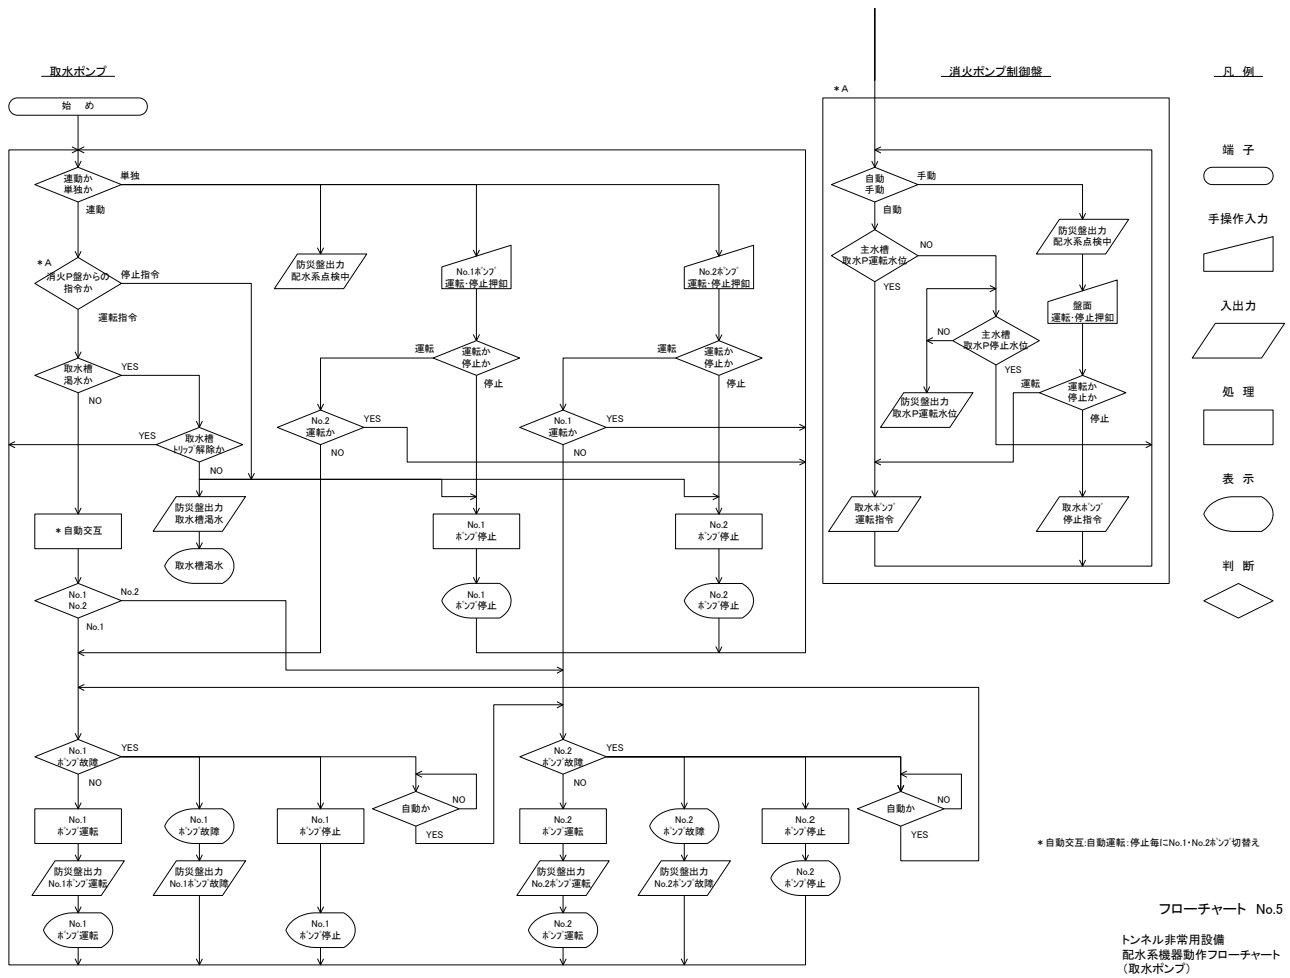 取水ポンプ
始 め
連動か
単独か
単独
連動
防災盤出力
配水系点検中
No.1ポンプ
運転・停止押釦
No.2ポンプ
運転・停止押釦
*A
消火P盤からの
指令か
停止指令
運転指令
取水槽
渇水か
YES
NO
取水槽
トリップ解除か
YES
NO
防災盤出力
取水槽渇水
取水槽渇水
運転か
停止か
運転
停止
運転か
停止か
運転
停止
No.2
運転か
YES
NO
No.1
運転か
YES
NO
*自動交互
No.1
ポンプ停止
No.2
ポンプ停止
No.1
No.2
No.2
No.1
No.1
ポンプ停止
No.2
ポンプ停止
No.1
ポンプ故障
YES
NO
No.1
ポンプ運転
No.1
ポンプ故障
No.1
ポンプ停止
自動か
NO
YES
防災盤出力
No.1ポンプ運転
防災盤出力
No.1ポンプ故障
No.1
ポンプ運転
No.1
ポンプ停止
No.2
ポンプ故障
YES
NO
No.2
ポンプ運転
No.2
ポンプ故障
No.2
ポンプ停止
自動か
NO
YES
防災盤出力
No.2ポンプ運転
防災盤出力
No.2ポンプ故障
No.2
ポンプ停止
No.2
ポンプ運転
消火ポンプ制御盤
*A
自動
手動
手動
自動
主水槽
取水P運転水位
NO
YES
主水槽
取水P停止水位
NO
YES
防災盤出力
取水P運転水位
防災盤出力
配水系点検中
盤面
運転・停止押釦
運転か
停止か
運転
停止
取水ポンプ
運転指令
取水ポンプ
停止指令
凡 例
端 子
手操作入力
入出力
処 理
表 示
判 断
*自動交互:自動運転・停止毎にNo.1・No.2ポンプ切替え
フローチャート No.5
トンネル非常用設備
配水系機器動作フローチャート
(取水ポンプ)